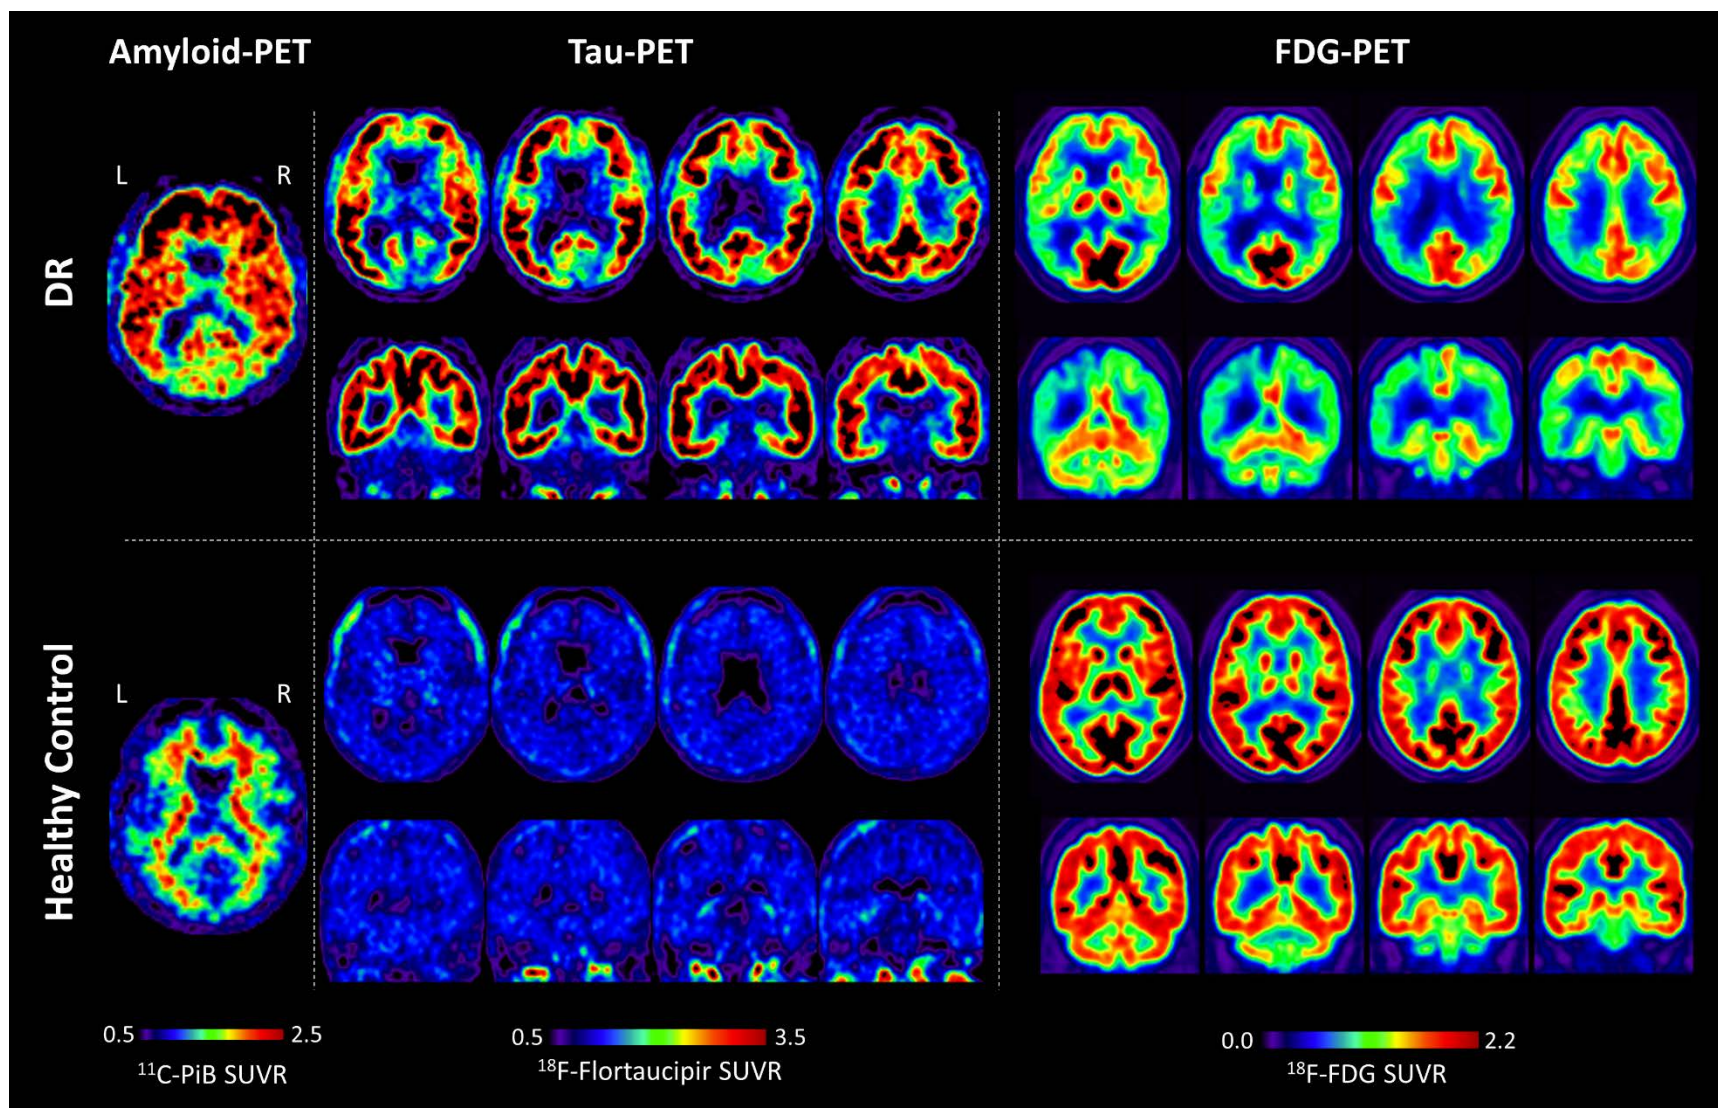 Amyloid-PET
Tau-PET
FDG-PET
DR
L
R
Healthy Control
L
R
0.5
2.5
¹¹C-PiB SUVR
0.5
3.5
¹⁸F-Flortaucipir SUVR
0.0
2.2
¹⁸F-FDG SUVR